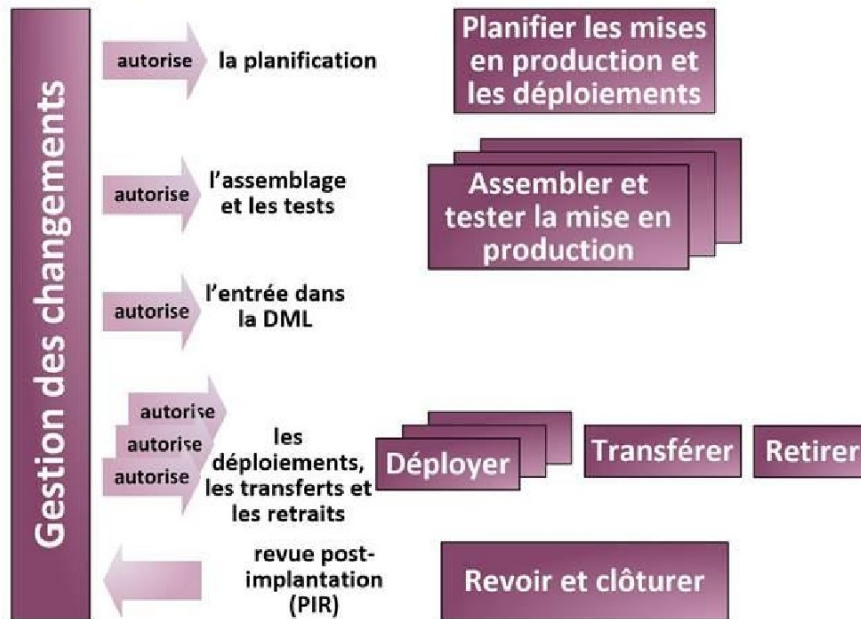 Gestion des changements
autorise
la planification
Planifier les mises
en production et
les déploiements
autorise
l'assemblage
et les tests
Assembler et
tester la mise en
production
autorise
l'entrée dans
la DML
autorise
autorise
autorise
les
déploiements,
les transferts et
les retraits
Déployer
Transférer
Retirer
revue post-
implantation
(PIR)
Revoir et clôturer